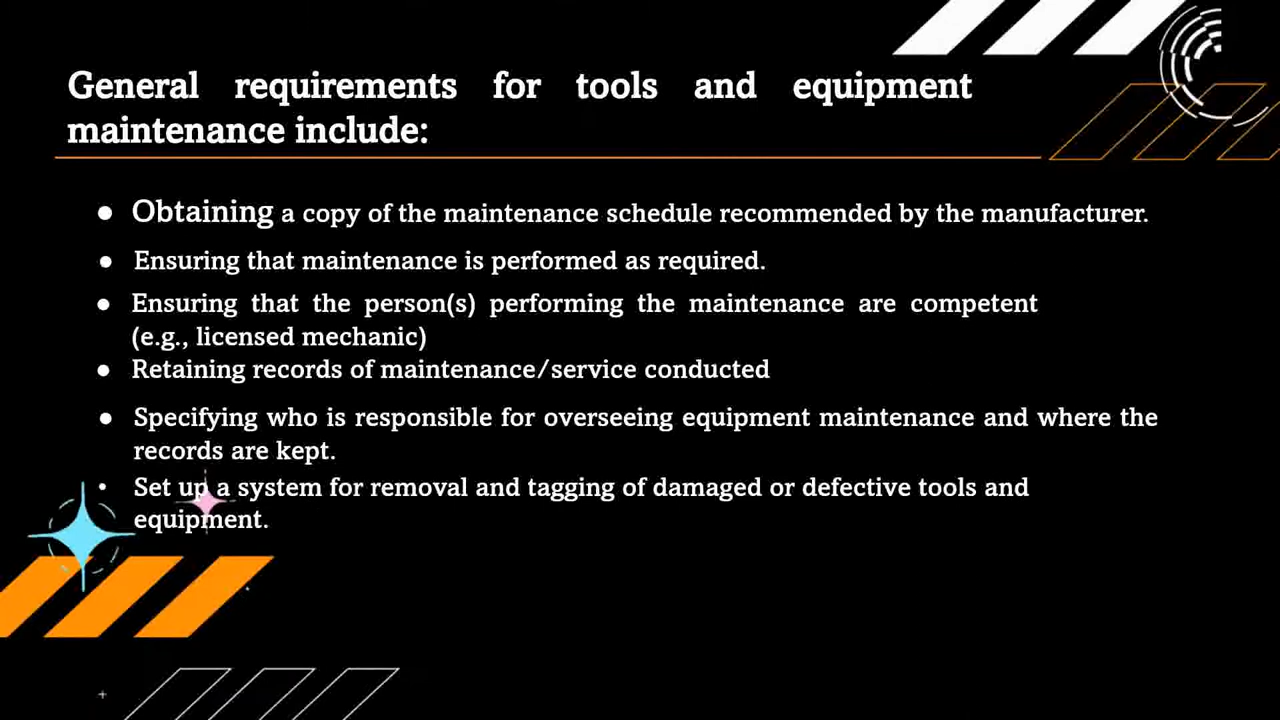 General requirements for tools and equipment
maintenance include:
● Obtaining a copy of the maintenance schedule recommended by the manufacturer.
● Ensuring that maintenance is performed as required.
● Ensuring that the person(s) performing the maintenance are competent
(e.g., licensed mechanic)
● Retaining records of maintenance/service conducted
● Specifying who is responsible for overseeing equipment maintenance and where the
records are kept.
• Set up a system for removal and tagging of damaged or defective tools and
equipment.